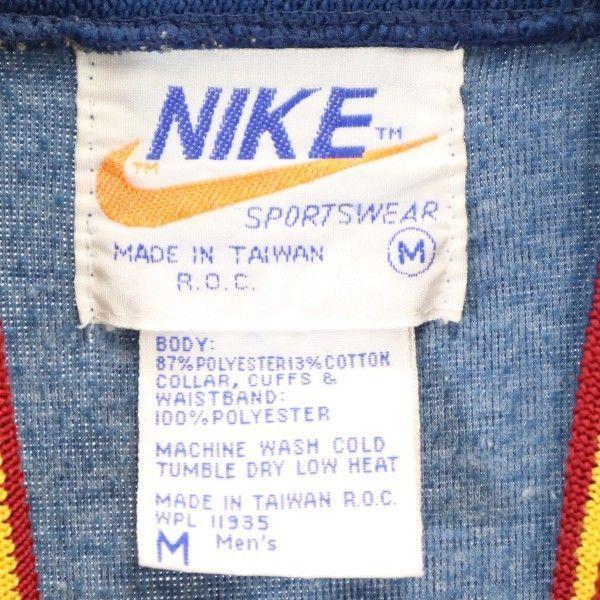 NIKE™
™
SPORTSWEAR
MADE IN TAIWAN
R.O.C.
M
BODY:
87%POLYESTER13%COTTON
COLLAR, CUFFS &
WAISTBAND:
100%POLYESTER
MACHINE WASH COLD
TUMBLE DRY LOW HEAT
MADE IN TAIWAN R.O.C.
WPL 11935
M Men's